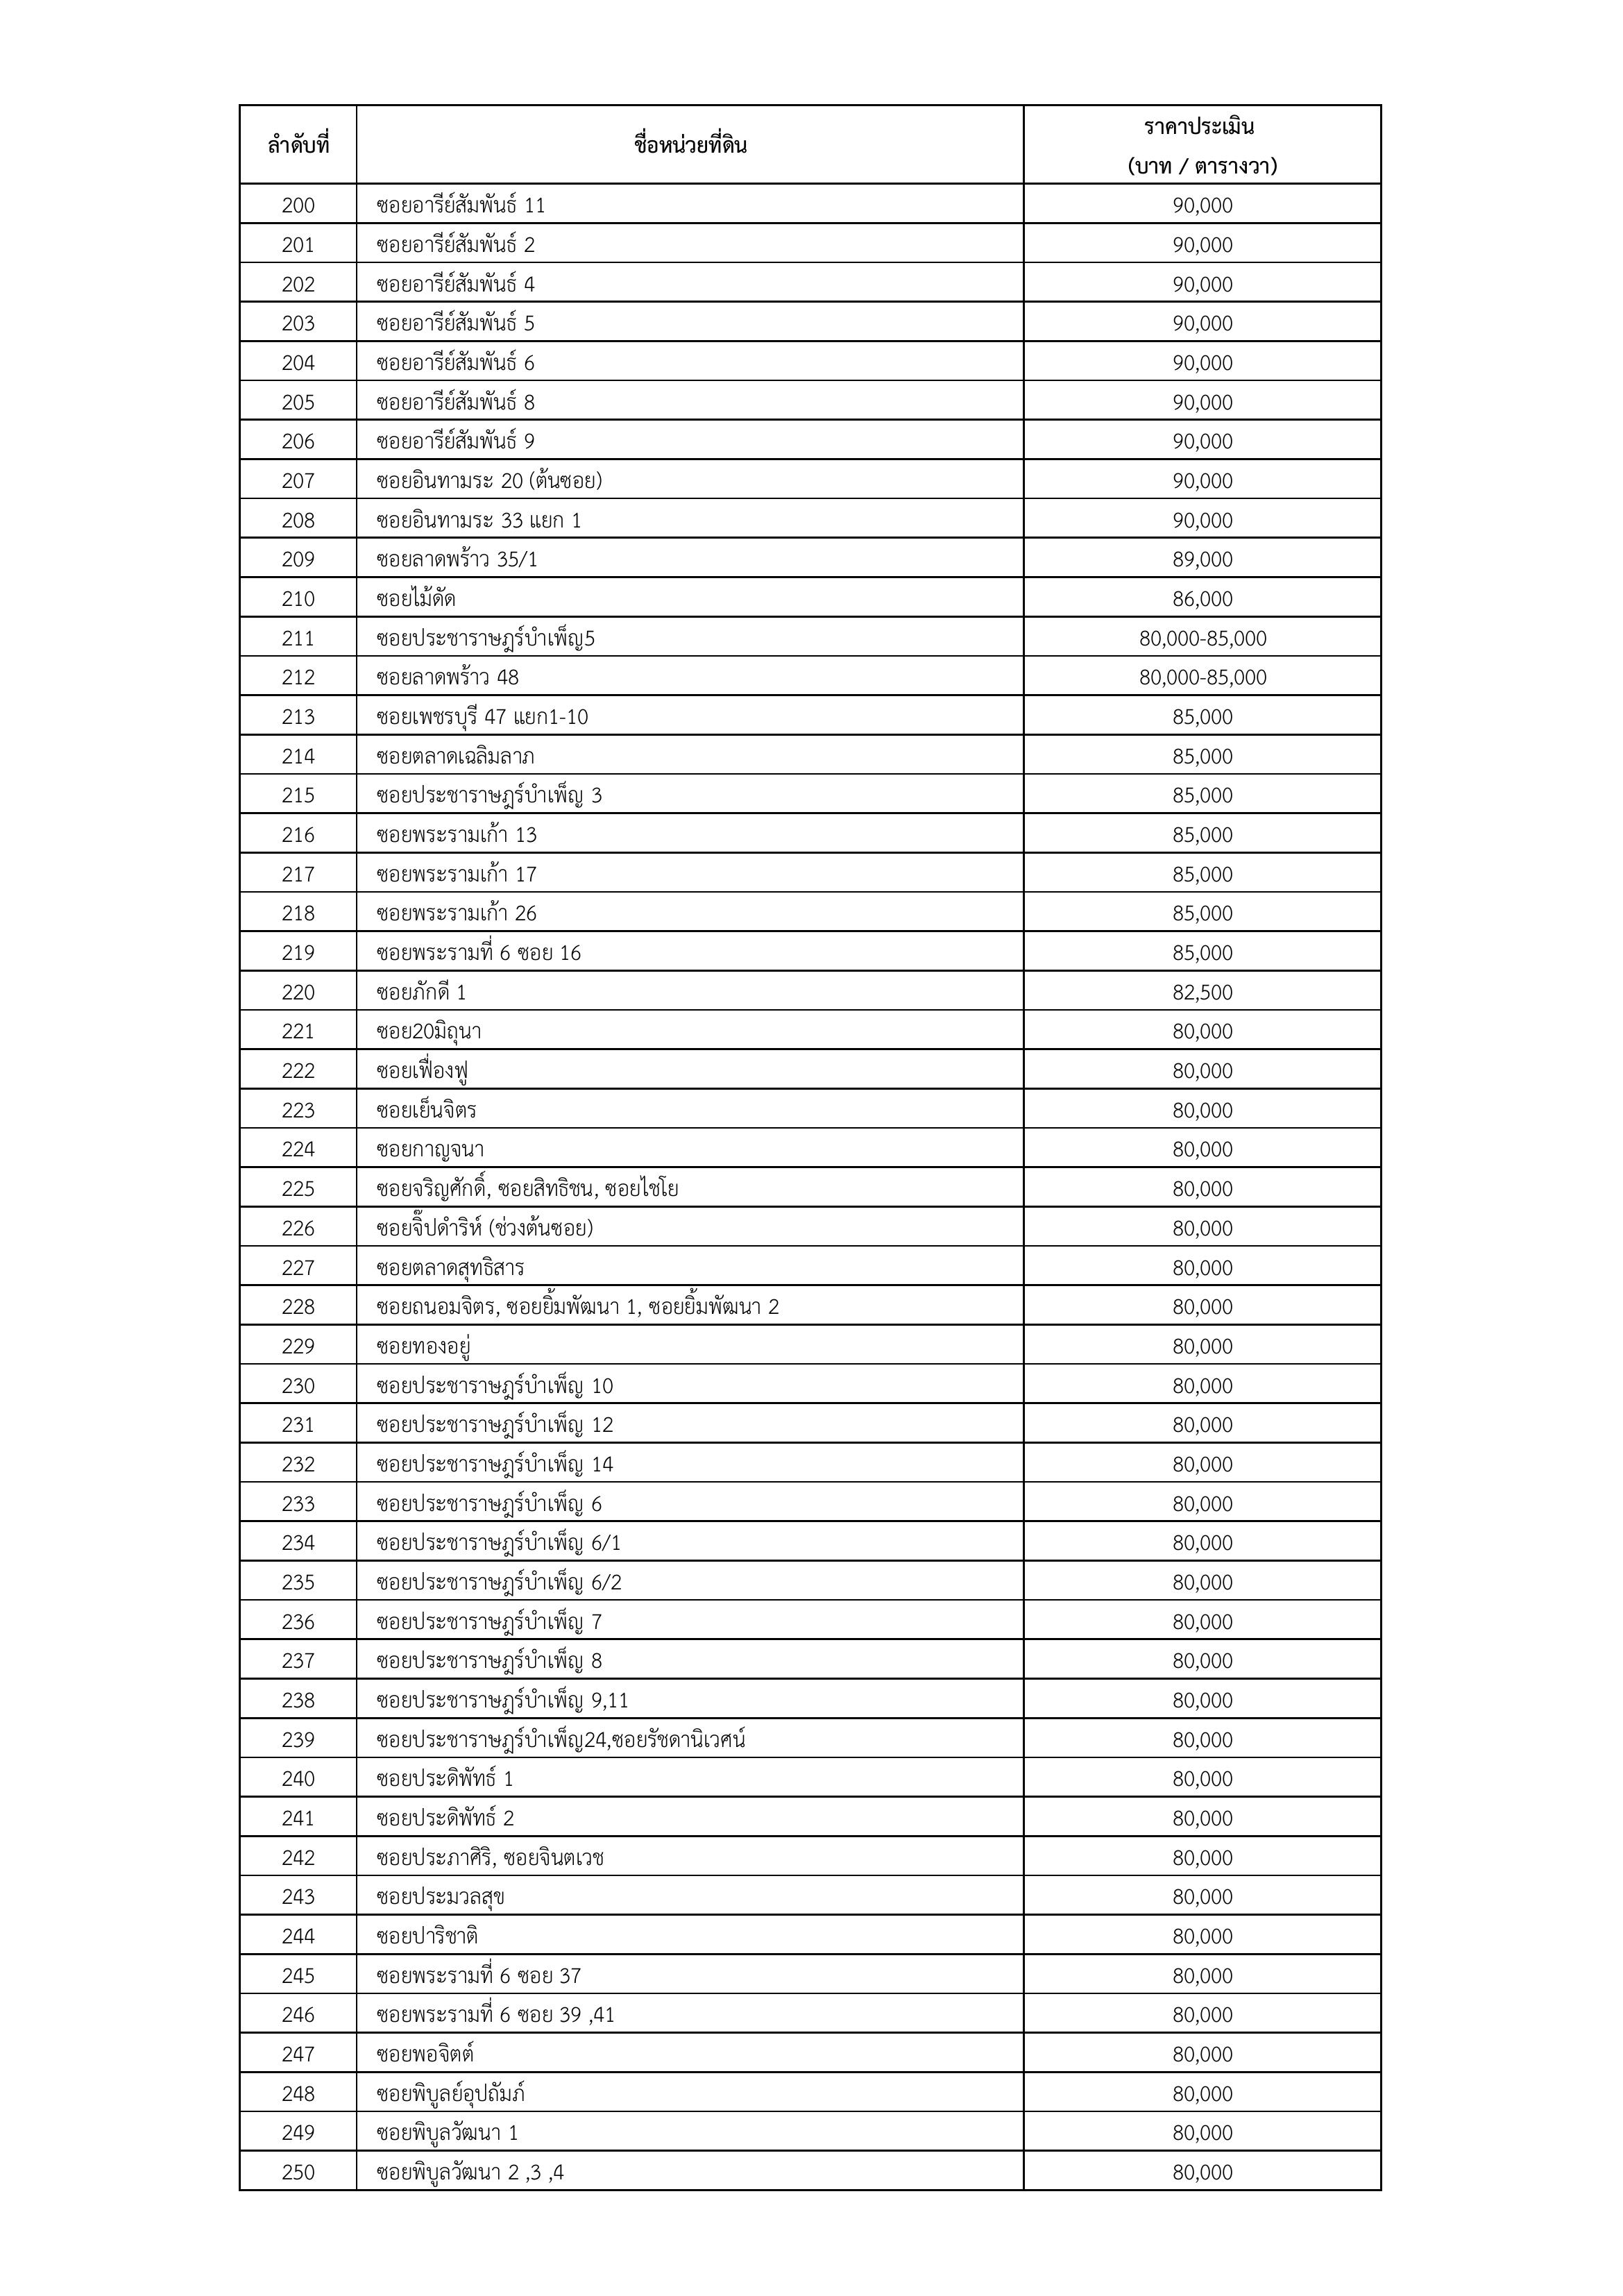 ลำดับที่ ชื่อหน่วยที่ดิน ราคาประเมิน
(บาท / ตารางวา)
200 ซอยอารีย์สัมพันธ์ 11 90,000
201 ซอยอารีย์สัมพันธ์ 2 90,000
202 ซอยอารีย์สัมพันธ์ 4 90,000
203 ซอยอารีย์สัมพันธ์ 5 90,000
204 ซอยอารีย์สัมพันธ์ 6 90,000
205 ซอยอารีย์สัมพันธ์ 8 90,000
206 ซอยอารีย์สัมพันธ์ 9 90,000
207 ซอยอินทามระ 20 (ต้นซอย) 90,000
208 ซอยอินทามระ 33 แยก 1 90,000
209 ซอยลาดพร้าว 35/1 89,000
210 ซอยไม้ดัด 86,000
211 ซอยประชาราษฎร์บำเพ็ญ5 80,000-85,000
212 ซอยลาดพร้าว 48 80,000-85,000
213 ซอยเพชรบุรี 47 แยก1-10 85,000
214 ซอยตลาดเฉลิมลาภ 85,000
215 ซอยประชาราษฎร์บำเพ็ญ 3 85,000
216 ซอยพระรามเก้า 13 85,000
217 ซอยพระรามเก้า 17 85,000
218 ซอยพระรามเก้า 26 85,000
219 ซอยพระรามที่ 6 ซอย 16 85,000
220 ซอยภักดี 1 82,500
221 ซอย20มิถุนา 80,000
222 ซอยเฟื่องฟู 80,000
223 ซอยเย็นจิตร 80,000
224 ซอยกาญจนา 80,000
225 ซอยจริญศักดิ์, ซอยสิทธิชน, ซอยไชโย 80,000
226 ซอยจิ๊ปดำริห์ (ช่วงต้นซอย) 80,000
227 ซอยตลาดสุทธิสาร 80,000
228 ซอยถนอมจิตร, ซอยยิ้มพัฒนา 1, ซอยยิ้มพัฒนา 2 80,000
229 ซอยทองอยู่ 80,000
230 ซอยประชาราษฎร์บำเพ็ญ 10 80,000
231 ซอยประชาราษฎร์บำเพ็ญ 12 80,000
232 ซอยประชาราษฎร์บำเพ็ญ 14 80,000
233 ซอยประชาราษฎร์บำเพ็ญ 6 80,000
234 ซอยประชาราษฎร์บำเพ็ญ 6/1 80,000
235 ซอยประชาราษฎร์บำเพ็ญ 6/2 80,000
236 ซอยประชาราษฎร์บำเพ็ญ 7 80,000
237 ซอยประชาราษฎร์บำเพ็ญ 8 80,000
238 ซอยประชาราษฎร์บำเพ็ญ 9,11 80,000
239 ซอยประชาราษฎร์บำเพ็ญ24,ซอยรัชดานิเวศน์ 80,000
240 ซอยประดิพัทธ์ 1 80,000
241 ซอยประดิพัทธ์ 2 80,000
242 ซอยประภาศิริ, ซอยจินตเวช 80,000
243 ซอยประมวลสุข 80,000
244 ซอยปาริชาติ 80,000
245 ซอยพระรามที่ 6 ซอย 37 80,000
246 ซอยพระรามที่ 6 ซอย 39 ,41 80,000
247 ซอยพอจิตต์ 80,000
248 ซอยพิบูลย์อุปถัมภ์ 80,000
249 ซอยพิบูลวัฒนา 1 80,000
250 ซอยพิบูลวัฒนา 2 ,3 ,4 80,000